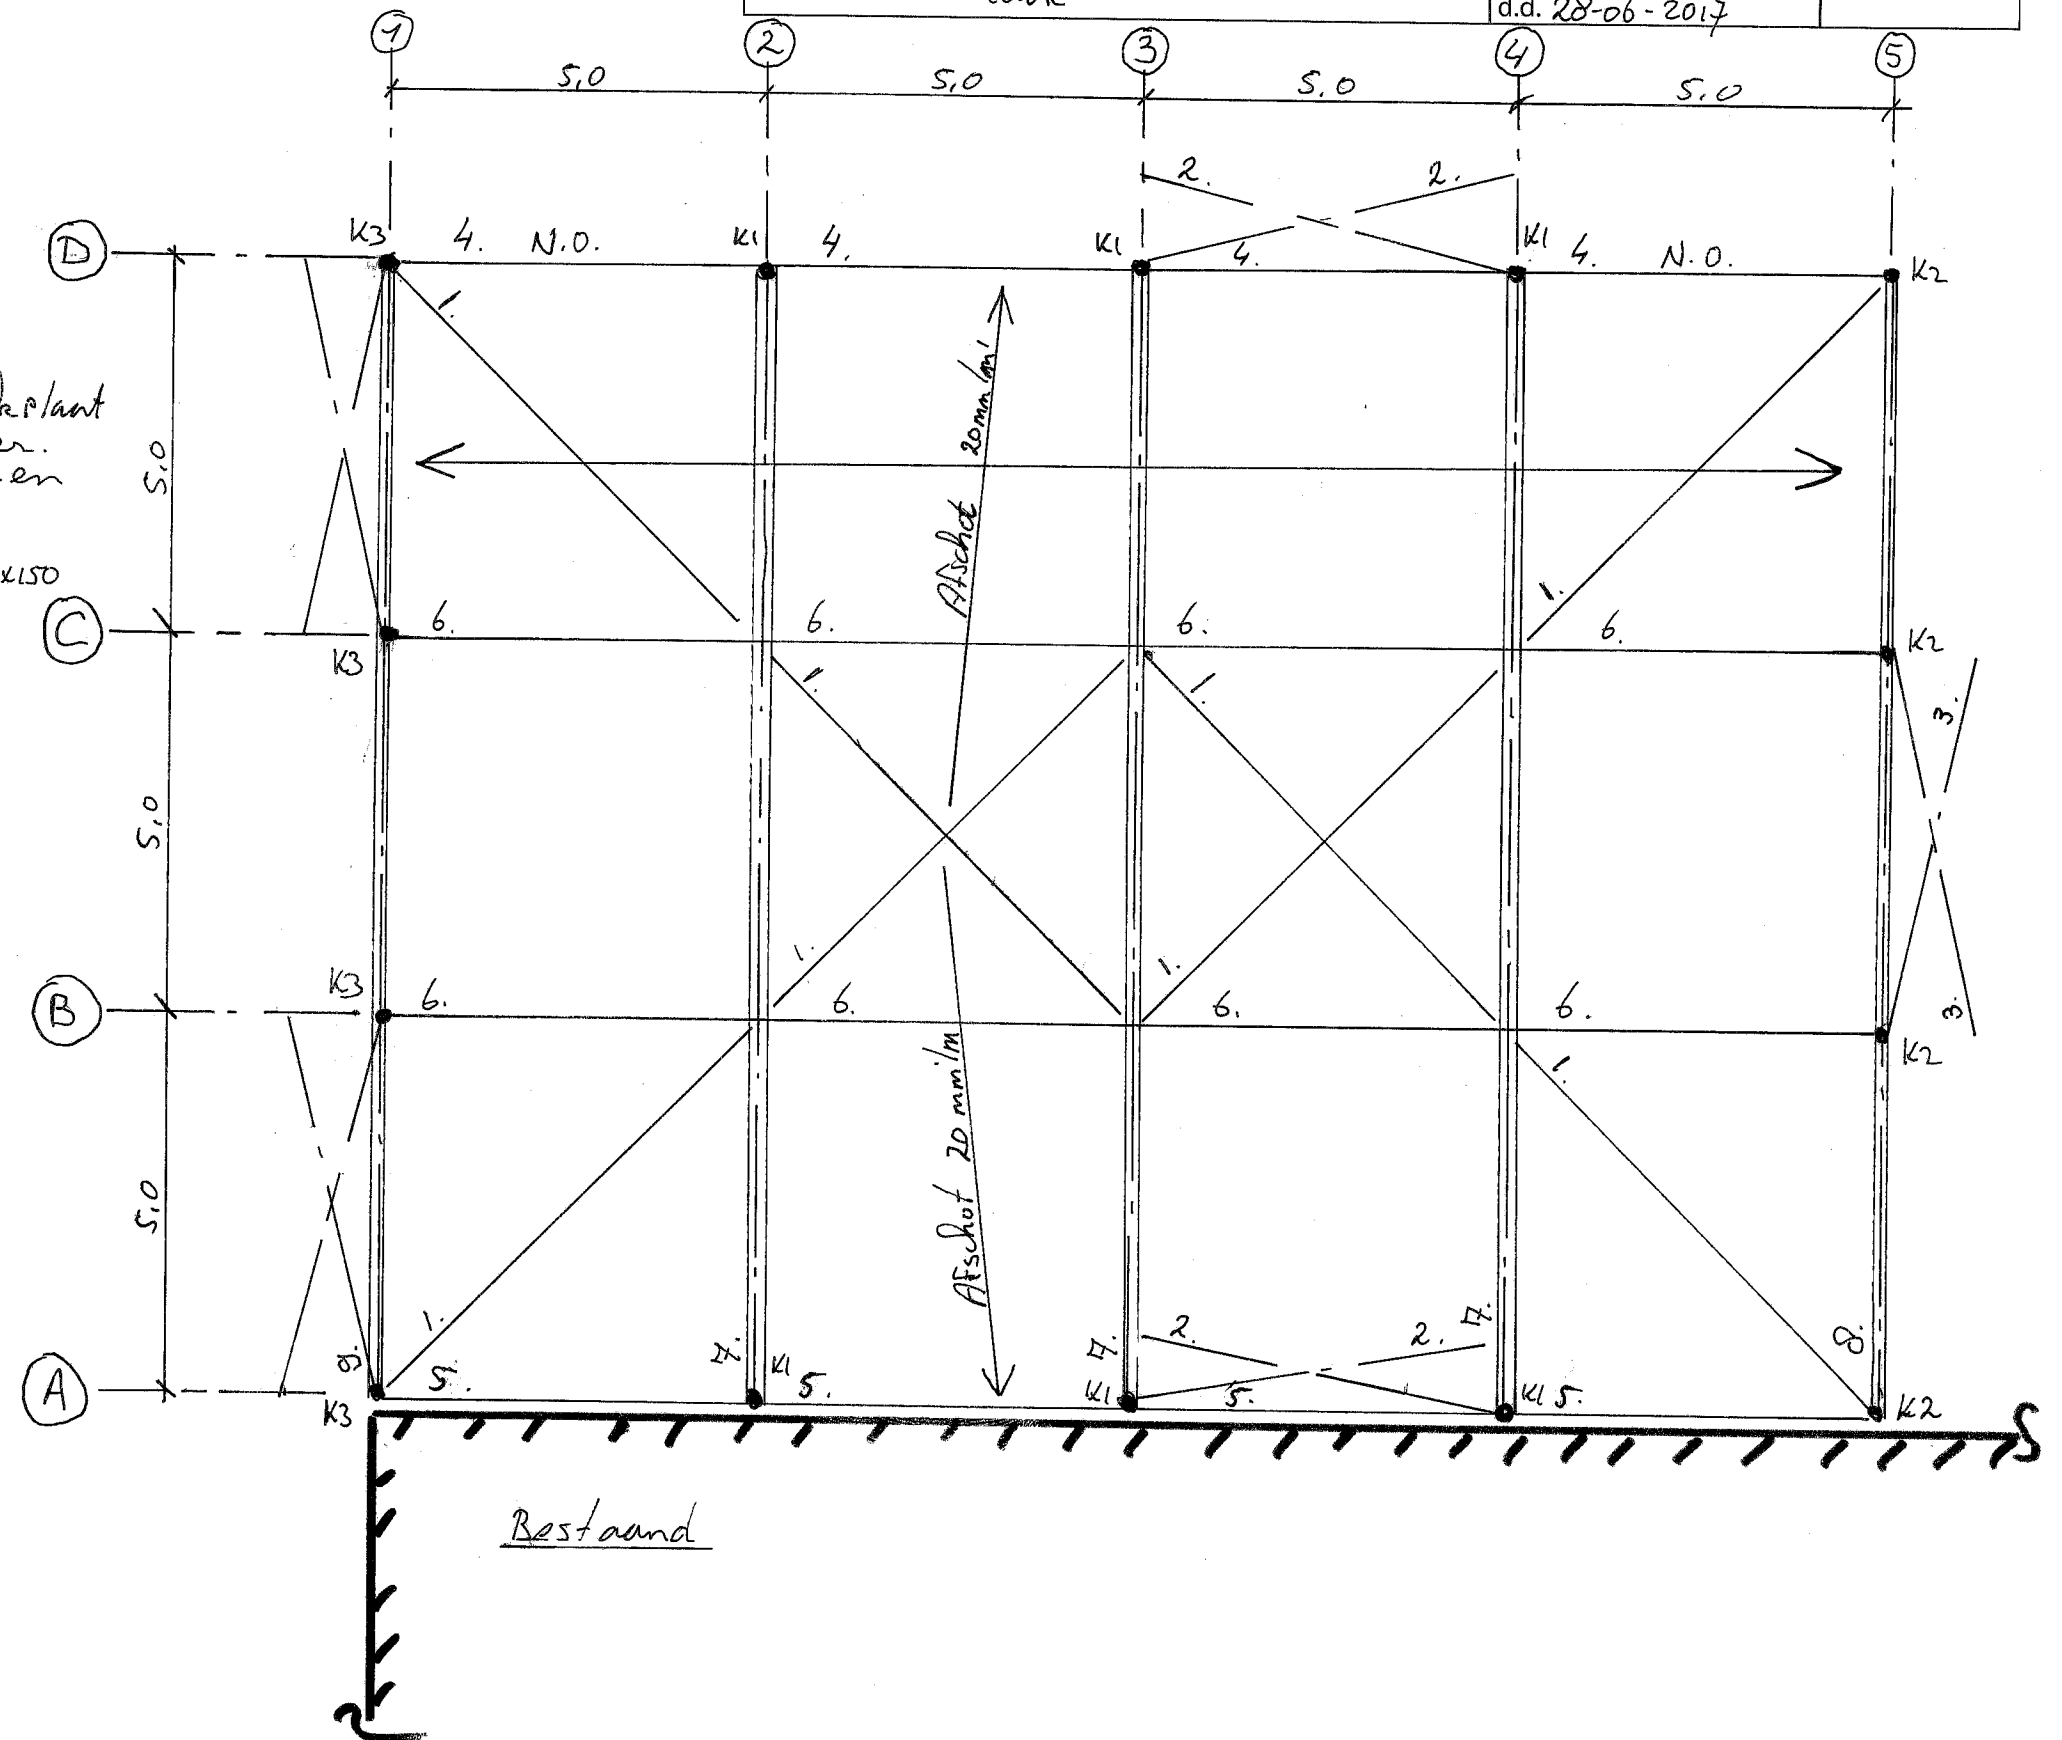 d.d. 28-06-2017
1 2 3 4 5
5,0 5,0 5,0 5,0
2. 2.
D K3 4. N.O. K1 4. K1 4. K1 4. N.O. K2
1.
20mm/m'
5,0
Afschot
x150
1.
C K3 6. 6. 6. 6. K2
1. 1.
3.
5,0
1. 1.
3.
B K3 6. 6. 6. 6. K2
1.
Afschot 20 mm'/m
5,0
1. 2. 2. 7. 8.
9. 7. 7.
A K3 5. K1 5. K1 5. K1 5. K2
Bestaand